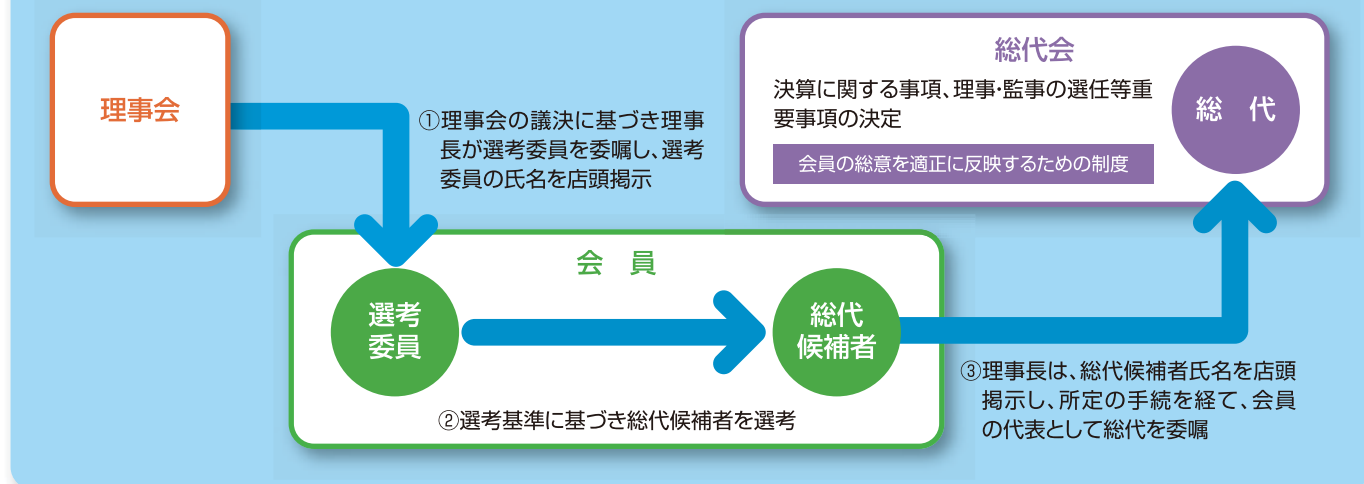 理事会
①理事会の議決に基づき理事
長が選考委員を委嘱し、選考
委員の氏名を店頭掲示
総代会
決算に関する事項、理事・監事の選任等重
要事項の決定
会員の総意を適正に反映するための制度
総　代
会　員
選考
委員
総代
候補者
②選考基準に基づき総代候補者を選考
③理事長は、総代候補者氏名を店頭
掲示し、所定の手続を経て、会員
の代表として総代を委嘱